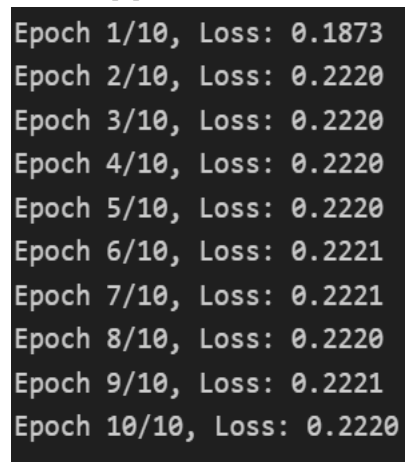 Epoch 1/10, Loss: 0.1873
Epoch 2/10, Loss: 0.2220
Epoch 3/10, Loss: 0.2220
Epoch 4/10, Loss: 0.2220
Epoch 5/10, Loss: 0.2220
Epoch 6/10, Loss: 0.2221
Epoch 7/10, Loss: 0.2221
Epoch 8/10, Loss: 0.2220
Epoch 9/10, Loss: 0.2221
Epoch 10/10, Loss: 0.2220